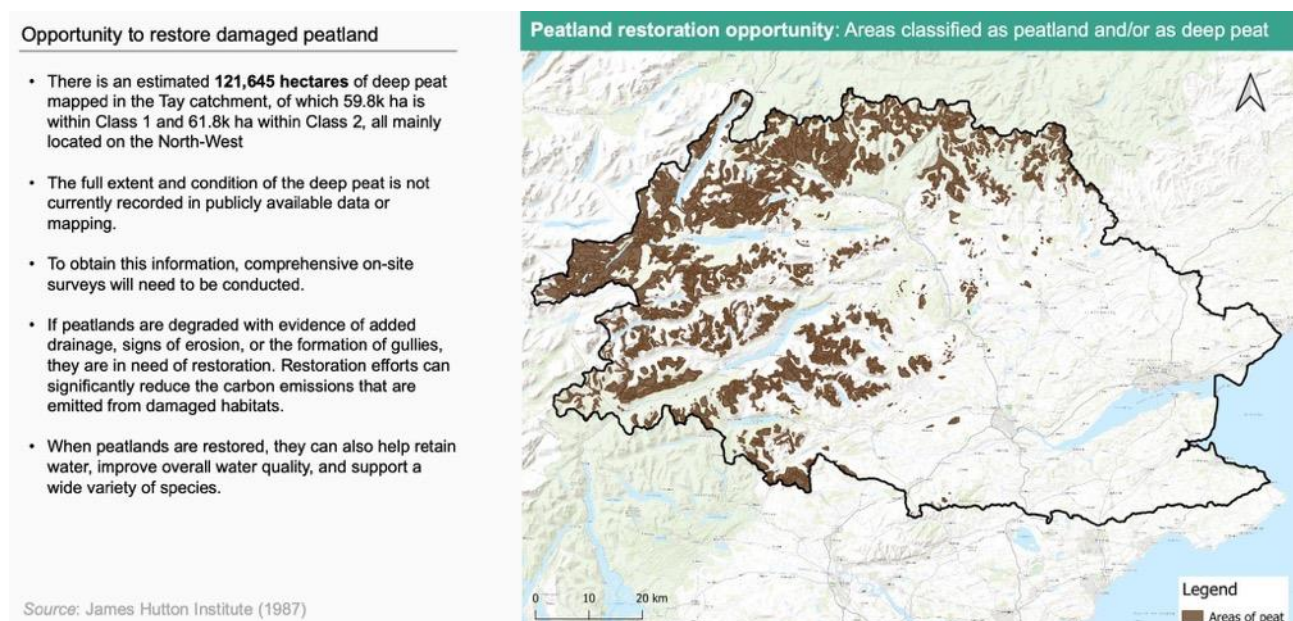 Opportunity to restore damaged peatland
• There is an estimated 121,645 hectares of deep peat
mapped in the Tay catchment, of which 59.8k ha is
within Class 1 and 61.8k ha within Class 2, all mainly
located on the North-West
• The full extent and condition of the deep peat is not
currently recorded in publicly available data or
mapping.
• To obtain this information, comprehensive on-site
surveys will need to be conducted.
• If peatlands are degraded with evidence of added
drainage, signs of erosion, or the formation of gullies,
they are in need of restoration. Restoration efforts can
significantly reduce the carbon emissions that are
emitted from damaged habitats.
• When peatlands are restored, they can also help retain
water, improve overall water quality, and support a
wide variety of species.
Source: James Hutton Institute (1987)
Peatland restoration opportunity: Areas classified as peatland and/or as deep peat
0 10 20 km
Legend
Areas of peat